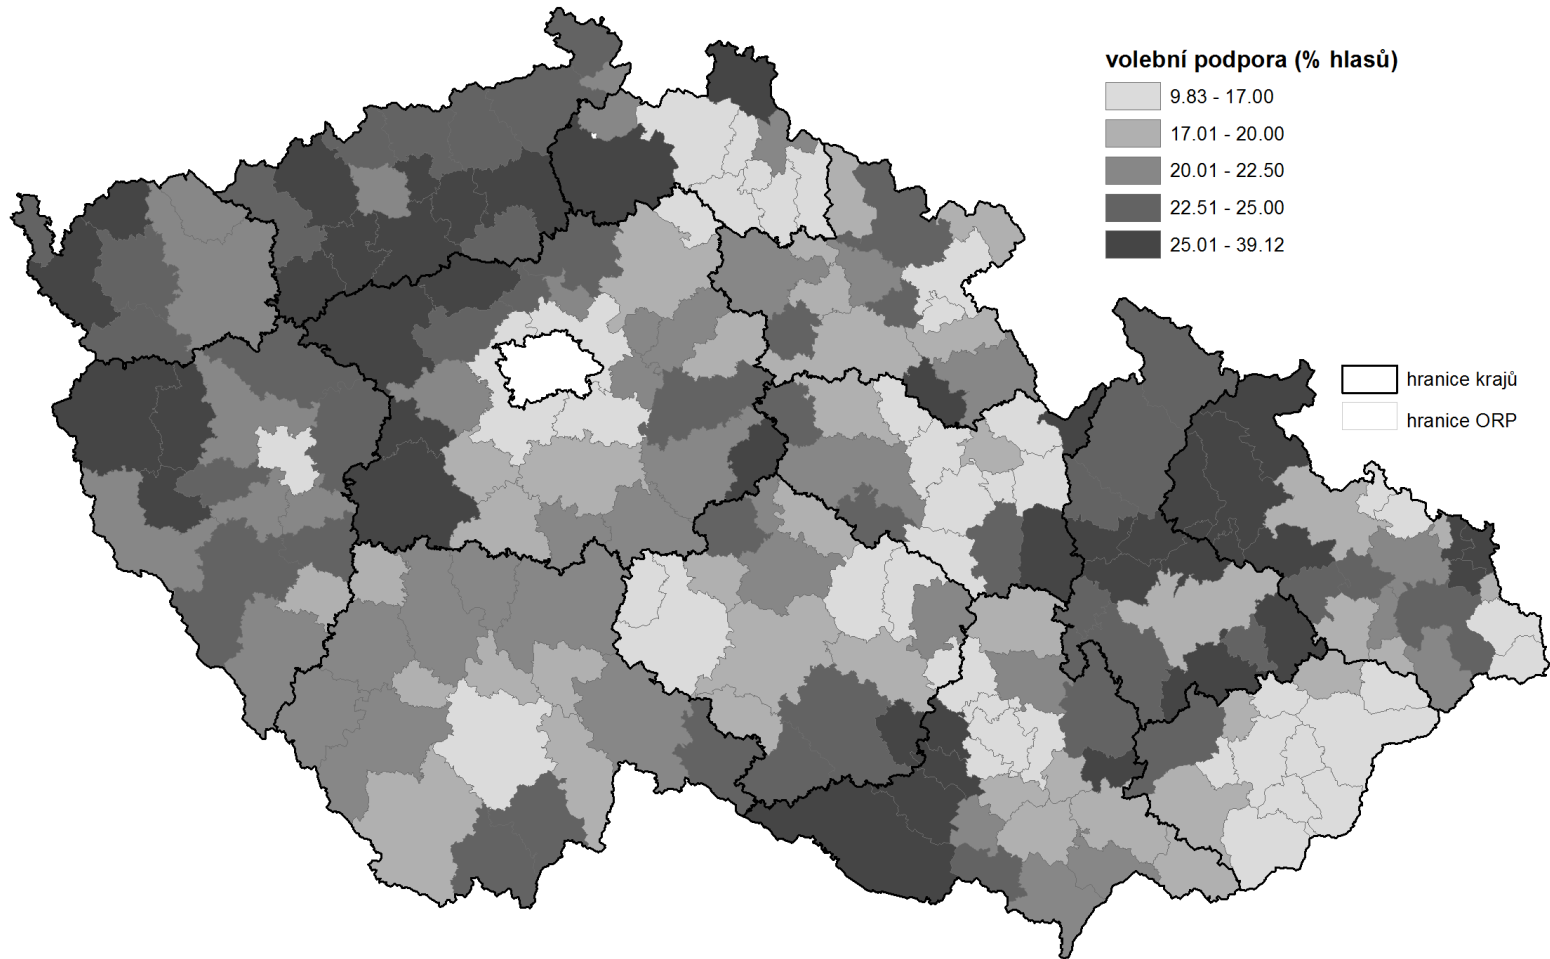 volební podpora (% hlasů)
9.83 - 17.00
17.01 - 20.00
20.01 - 22.50
22.51 - 25.00
25.01 - 39.12
hranice krajů
hranice ORP